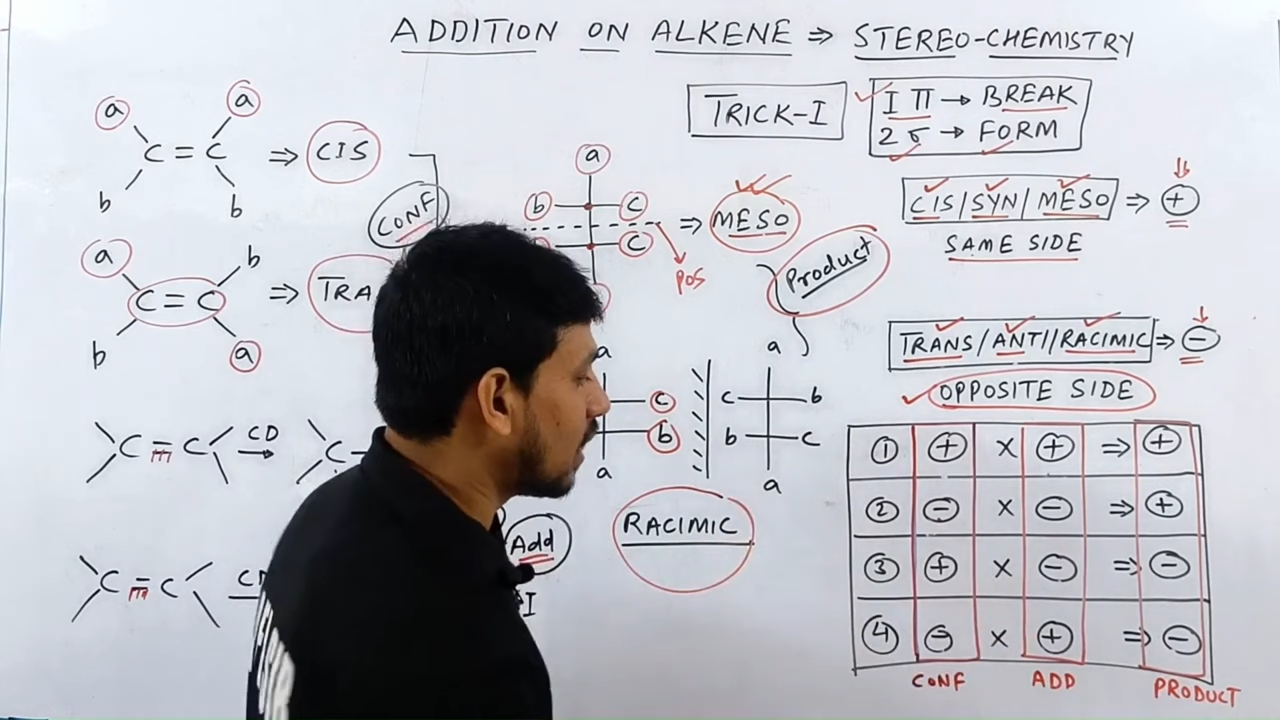 ADDITION ON ALKENE ⇒ STEREO-CHEMISTRY
TRICK-I
1 π → BREAK
2 σ → FORM
a a
C = C ⇒ CIS
b b
CONF
a b
C = C ⇒
b a
a
b c
c
⇒ MESO
POS
Product
CIS/SYN/MESO ⇒ +
SAME SIDE
TRANS/ANTI/RACIMIC ⇒ -
OPPOSITE SIDE
a a
c c b
b b c
a a
RACIMIC
C = C CD → C
C = C
Add
I
1 + × + ⇒ +
2 - × - ⇒ +
3 + × - ⇒ -
4 - × + ⇒ -
CONF ADD PRODUCT